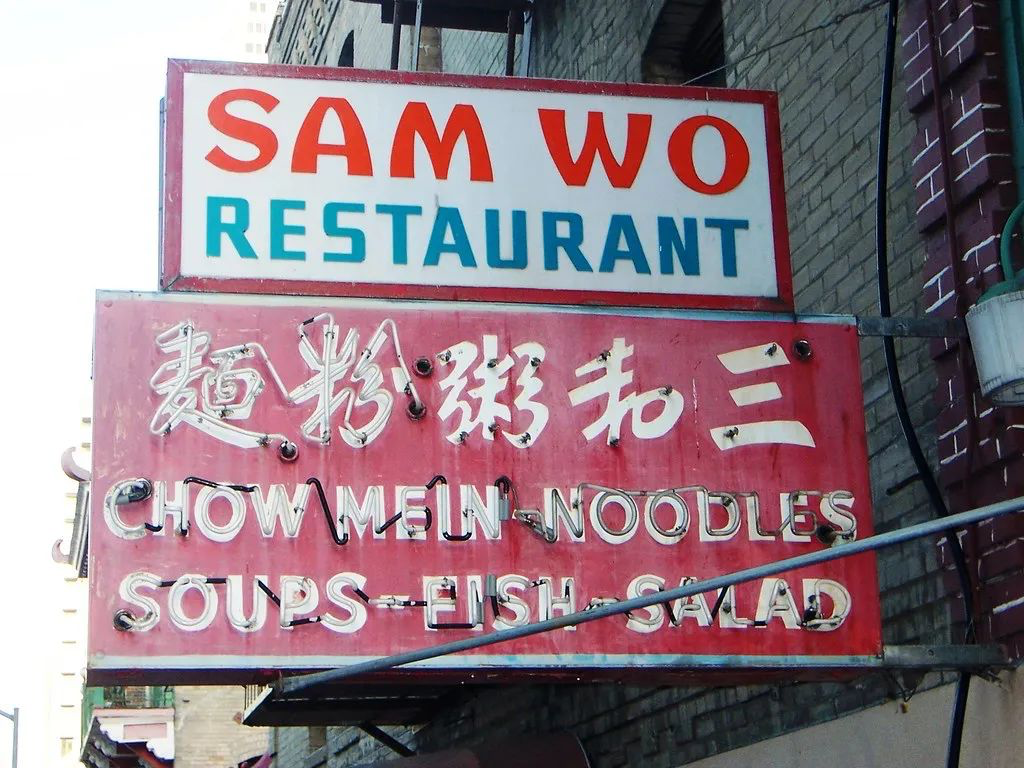 SAM WO
RESTAURANT
三和粥粉麵
CHOW MEIN-NOODLES
SOUPS-FISH-SALAD